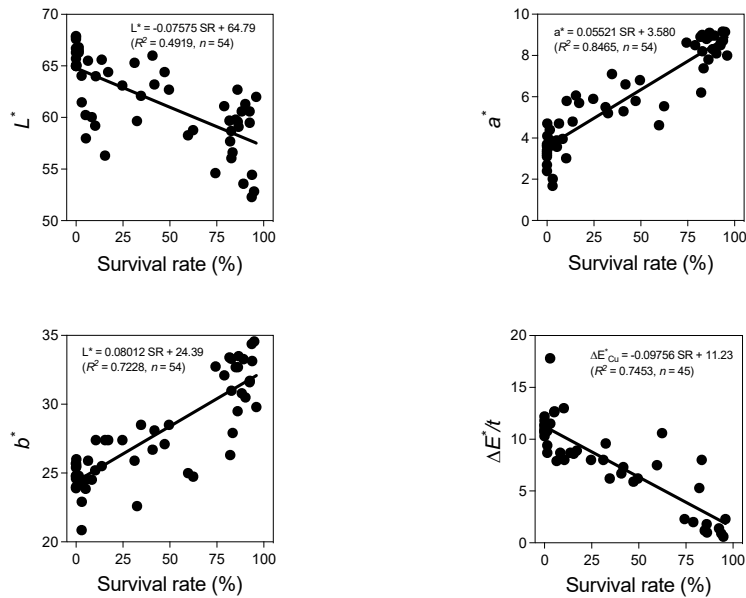 L* = -0.07575 SR + 64.79
(R² = 0.4919, n = 54)
70
65
60
55
50
L*
0
25
50
75
100
Survival rate (%)
a* = 0.05521 SR + 3.580
(R² = 0.8465, n = 54)
10
8
6
4
2
0
a*
0
25
50
75
100
Survival rate (%)
L* = 0.08012 SR + 24.39
(R² = 0.7228, n = 54)
35
30
25
20
b*
0
25
50
75
100
Survival rate (%)
ΔE*Cu = -0.09756 SR + 11.23
(R² = 0.7453, n = 45)
20
15
10
5
0
ΔE*/t
0
25
50
75
100
Survival rate (%)